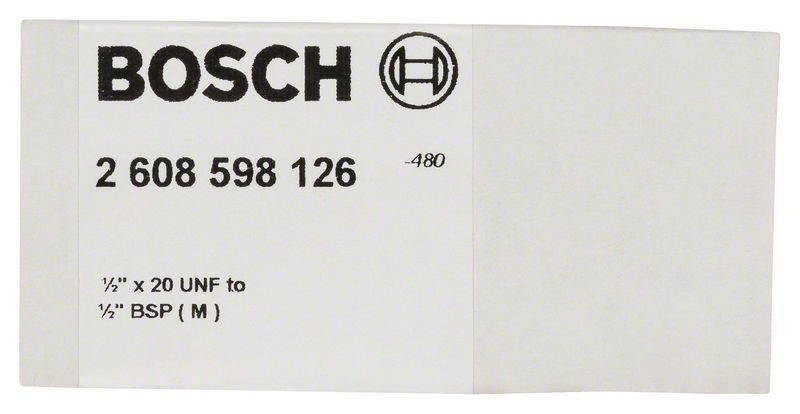 BOSCH
2 608 598 126 -480
½" x 20 UNF to
½" BSP ( M )